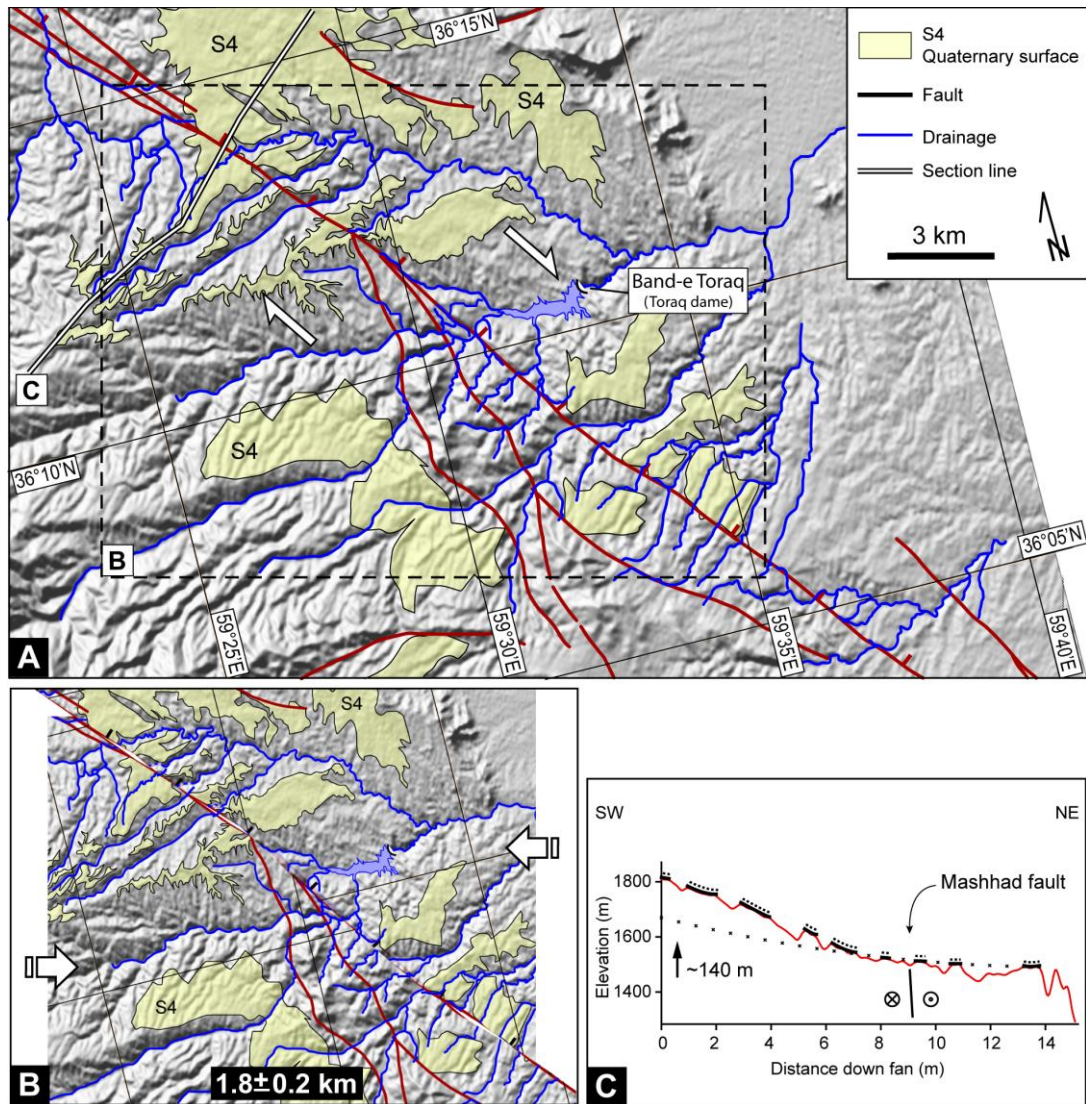 36°15'N
S4
S4
S4
Quaternary surface
Fault
Drainage
Section line
3 km
N
Band-e Toraq
(Toraq dame)
C
S4
36°10'N
B
36°05'N
59°25'E
59°30'E
59°35'E
59°40'E
A
S4
S4
B
1.8±0.2 km
SW
NE
Mashhad fault
Elevation (m)
1800
1600
1400
~140 m
0
2
4
6
8
10
12
14
Distance down fan (m)
C